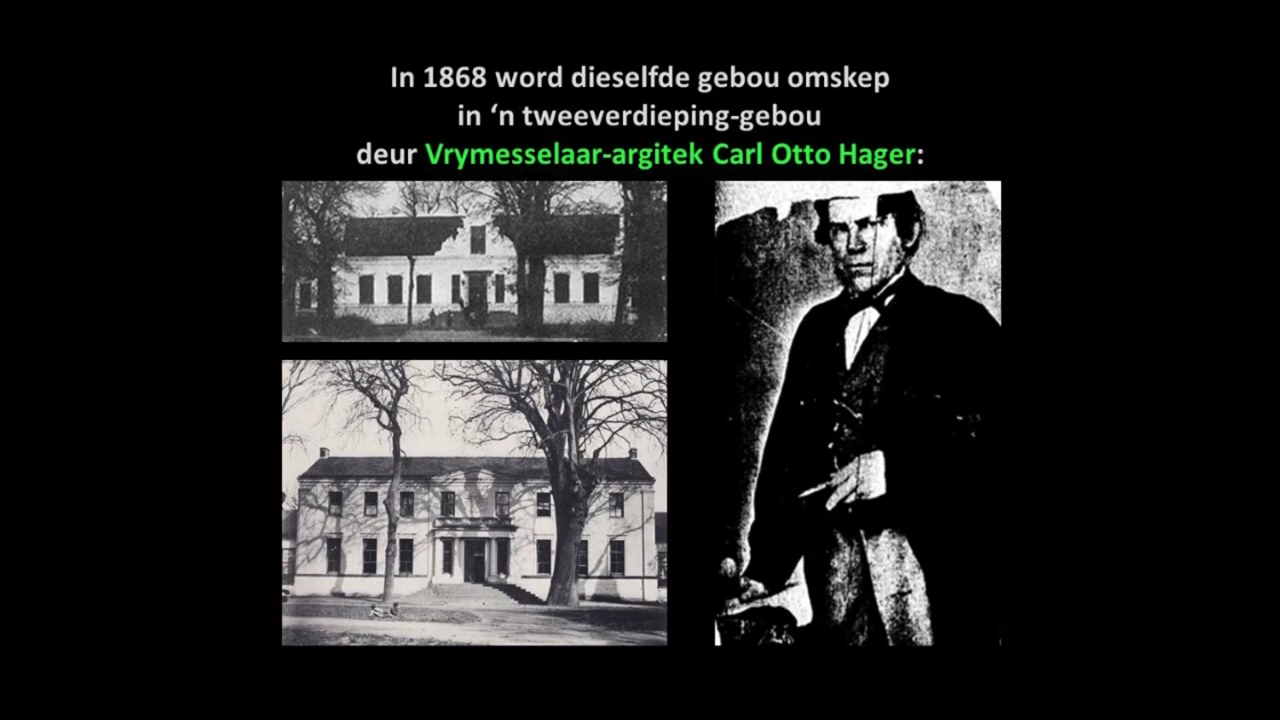 In 1868 word dieselfde gebou omskep
in ‘n tweeverdieping-gebou
deur Vrymesselaar-argitek Carl Otto Hager: